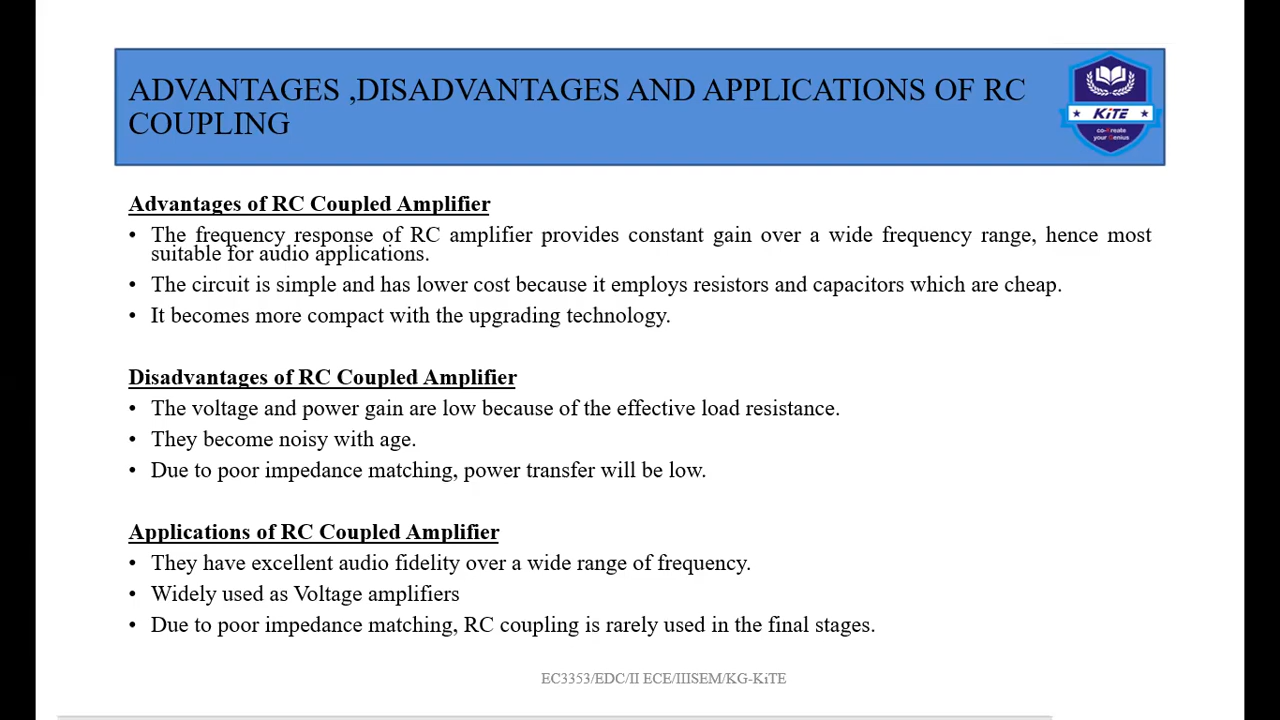 ADVANTAGES ,DISADVANTAGES AND APPLICATIONS OF RC
COUPLING
KiTE
co-Kreate
your Genius
Advantages of RC Coupled Amplifier
• The frequency response of RC amplifier provides constant gain over a wide frequency range, hence most
suitable for audio applications.
• The circuit is simple and has lower cost because it employs resistors and capacitors which are cheap.
• It becomes more compact with the upgrading technology.
Disadvantages of RC Coupled Amplifier
• The voltage and power gain are low because of the effective load resistance.
• They become noisy with age.
• Due to poor impedance matching, power transfer will be low.
Applications of RC Coupled Amplifier
• They have excellent audio fidelity over a wide range of frequency.
• Widely used as Voltage amplifiers
• Due to poor impedance matching, RC coupling is rarely used in the final stages.
EC3353/EDC/II ECE/IIISEM/KG-KiTE